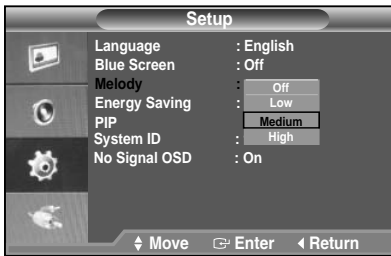 Setup
Language : English
Blue Screen : Off
Melody : Off
Energy Saving : Low
PIP Medium
System ID : High
No Signal OSD : On
Move Enter Return